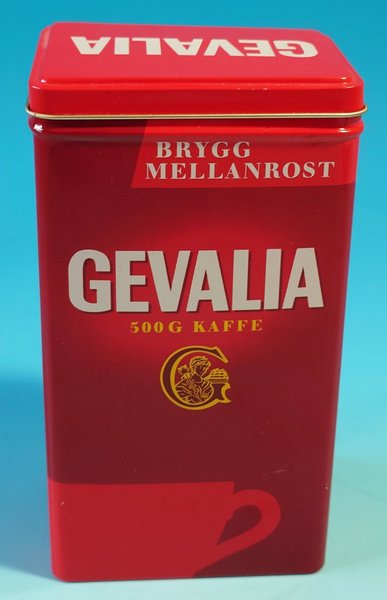 GEVALIA
BRYGG
MELLANROST
GEVALIA
500G KAFFE
G